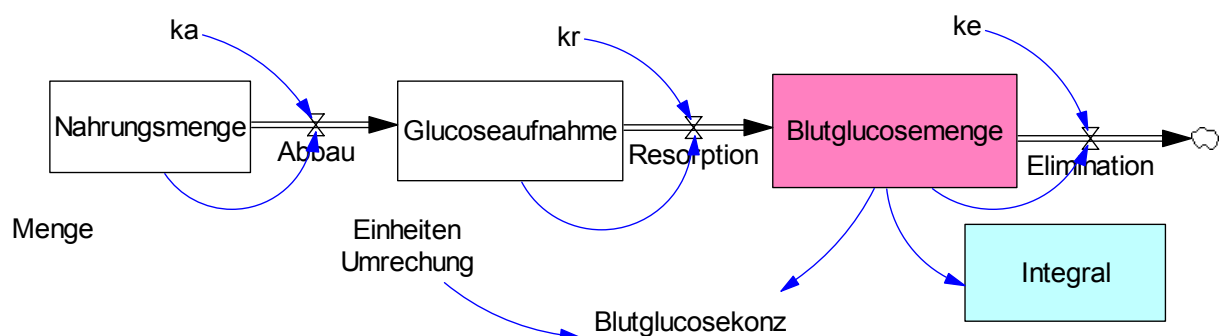 ka
kr
ke
Nahrungsmenge
Abbau
Glucoseaufnahme
Resorption
Blutglucosemenge
Elimination
Menge
Einheiten
Umrechung
Integral
Blutglucosekonz